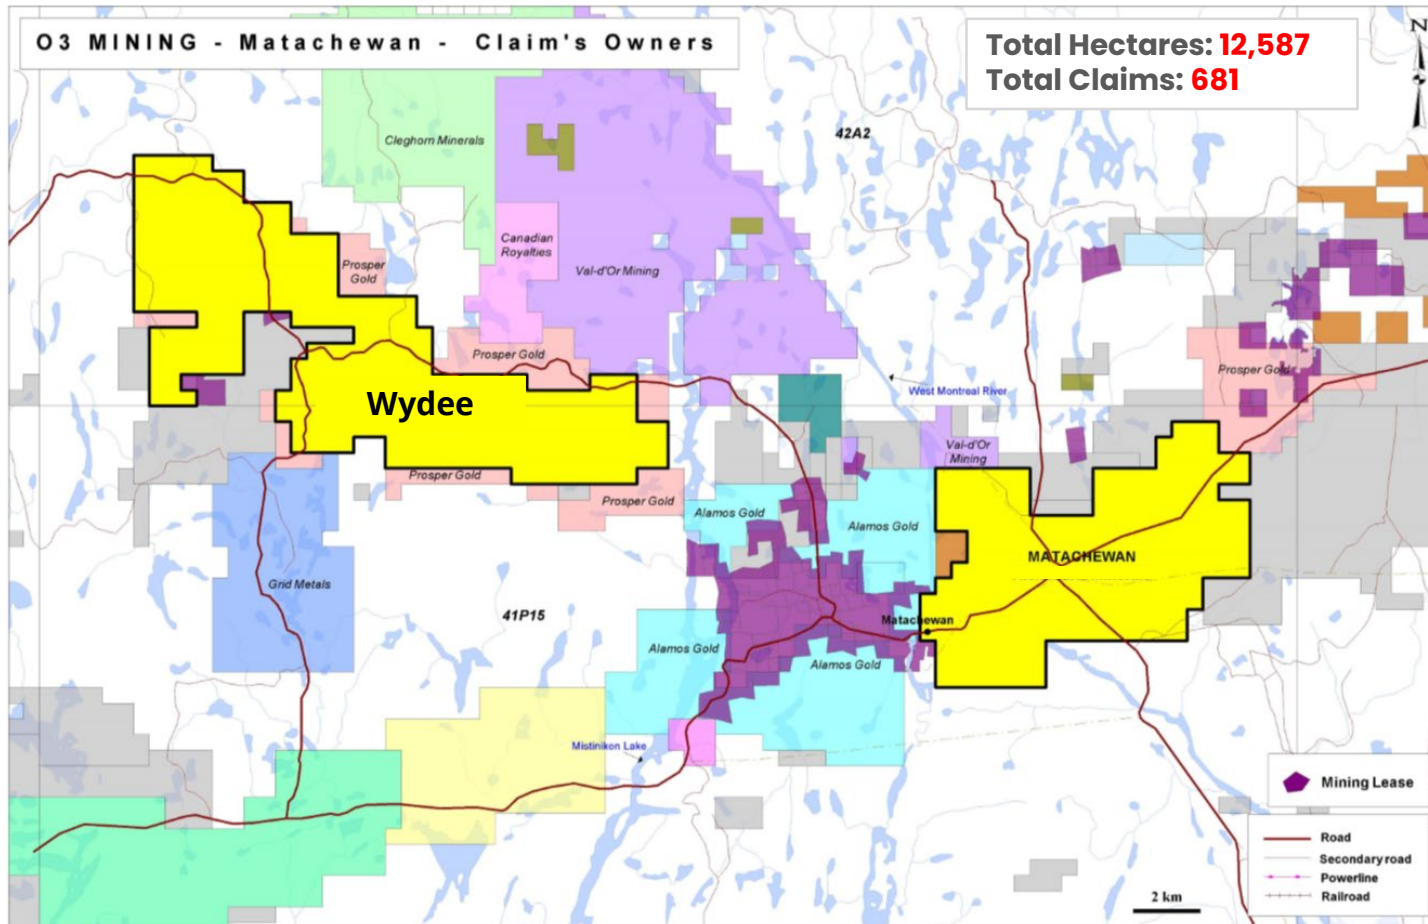 O3 MINING - Matachewan - Claim's Owners
Total Hectares: 12,587
Total Claims: 681
N
42A2
Cleghorn Minerals
Canadian
Royalties
Val-d'Or Mining
Prosper
Gold
Prosper Gold
Prosper Gold
West Montreal River
Wydee
Val-d'Or
Mining
Prosper Gold
Prosper Gold
Alamos Gold
Alamos Gold
MATACHEWAN
Grid Metals
41P15
Matachewan
Alamos Gold
Alamos Gold
Mistinikon Lake
Mining Lease
Road
Secondary road
Powerline
Railroad
2 km